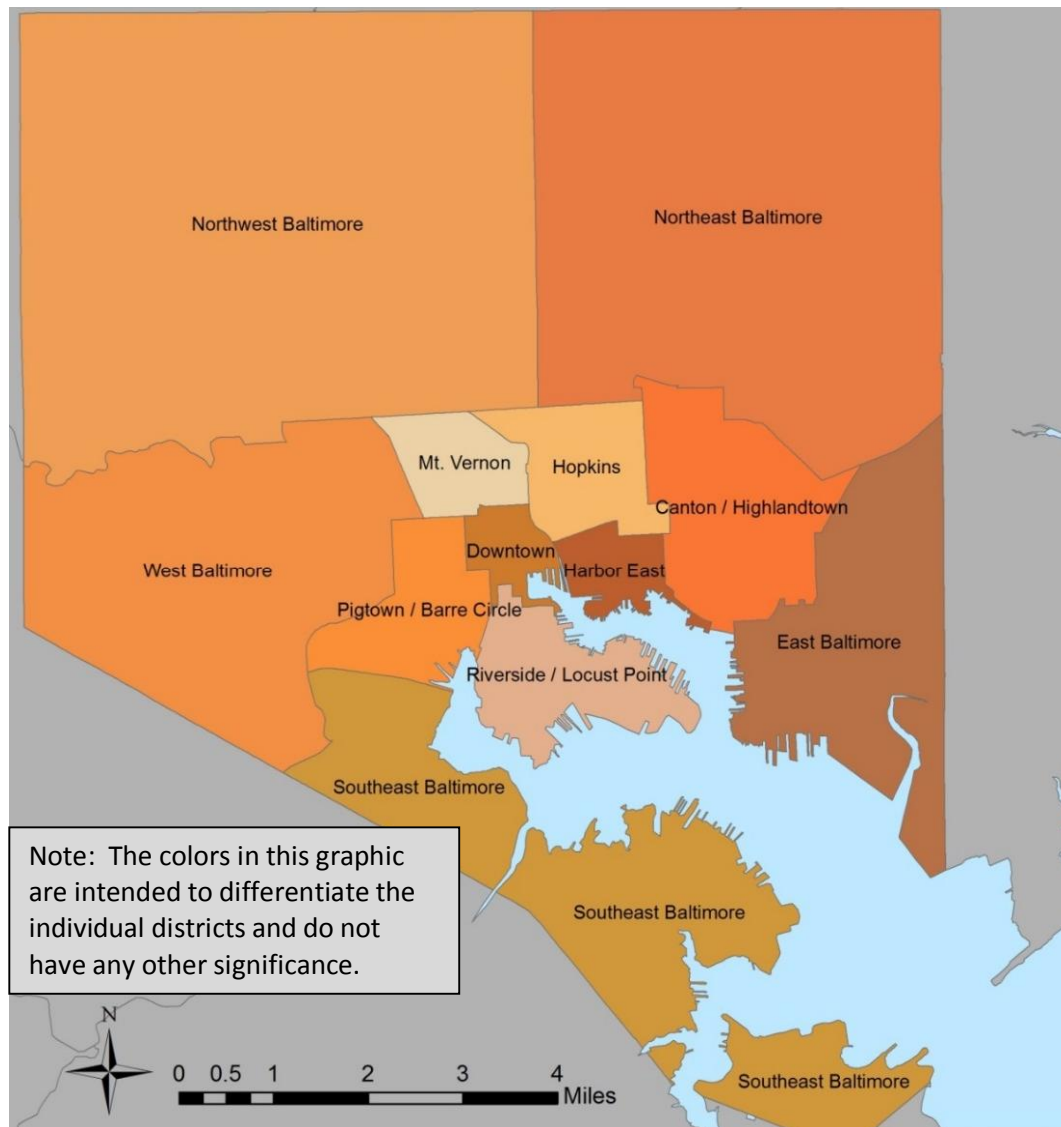 Northwest Baltimore
Northeast Baltimore
Mt. Vernon
Hopkins
Canton / Highlandtown
Downtown
Harbor East
West Baltimore
Pigtown / Barre Circle
East Baltimore
Riverside / Locust Point
Southeast Baltimore
Note: The colors in this graphic
are intended to differentiate the
individual districts and do not
have any other significance.
Southeast Baltimore
N
0 0.5 1 2 3 4
Miles
Southeast Baltimore